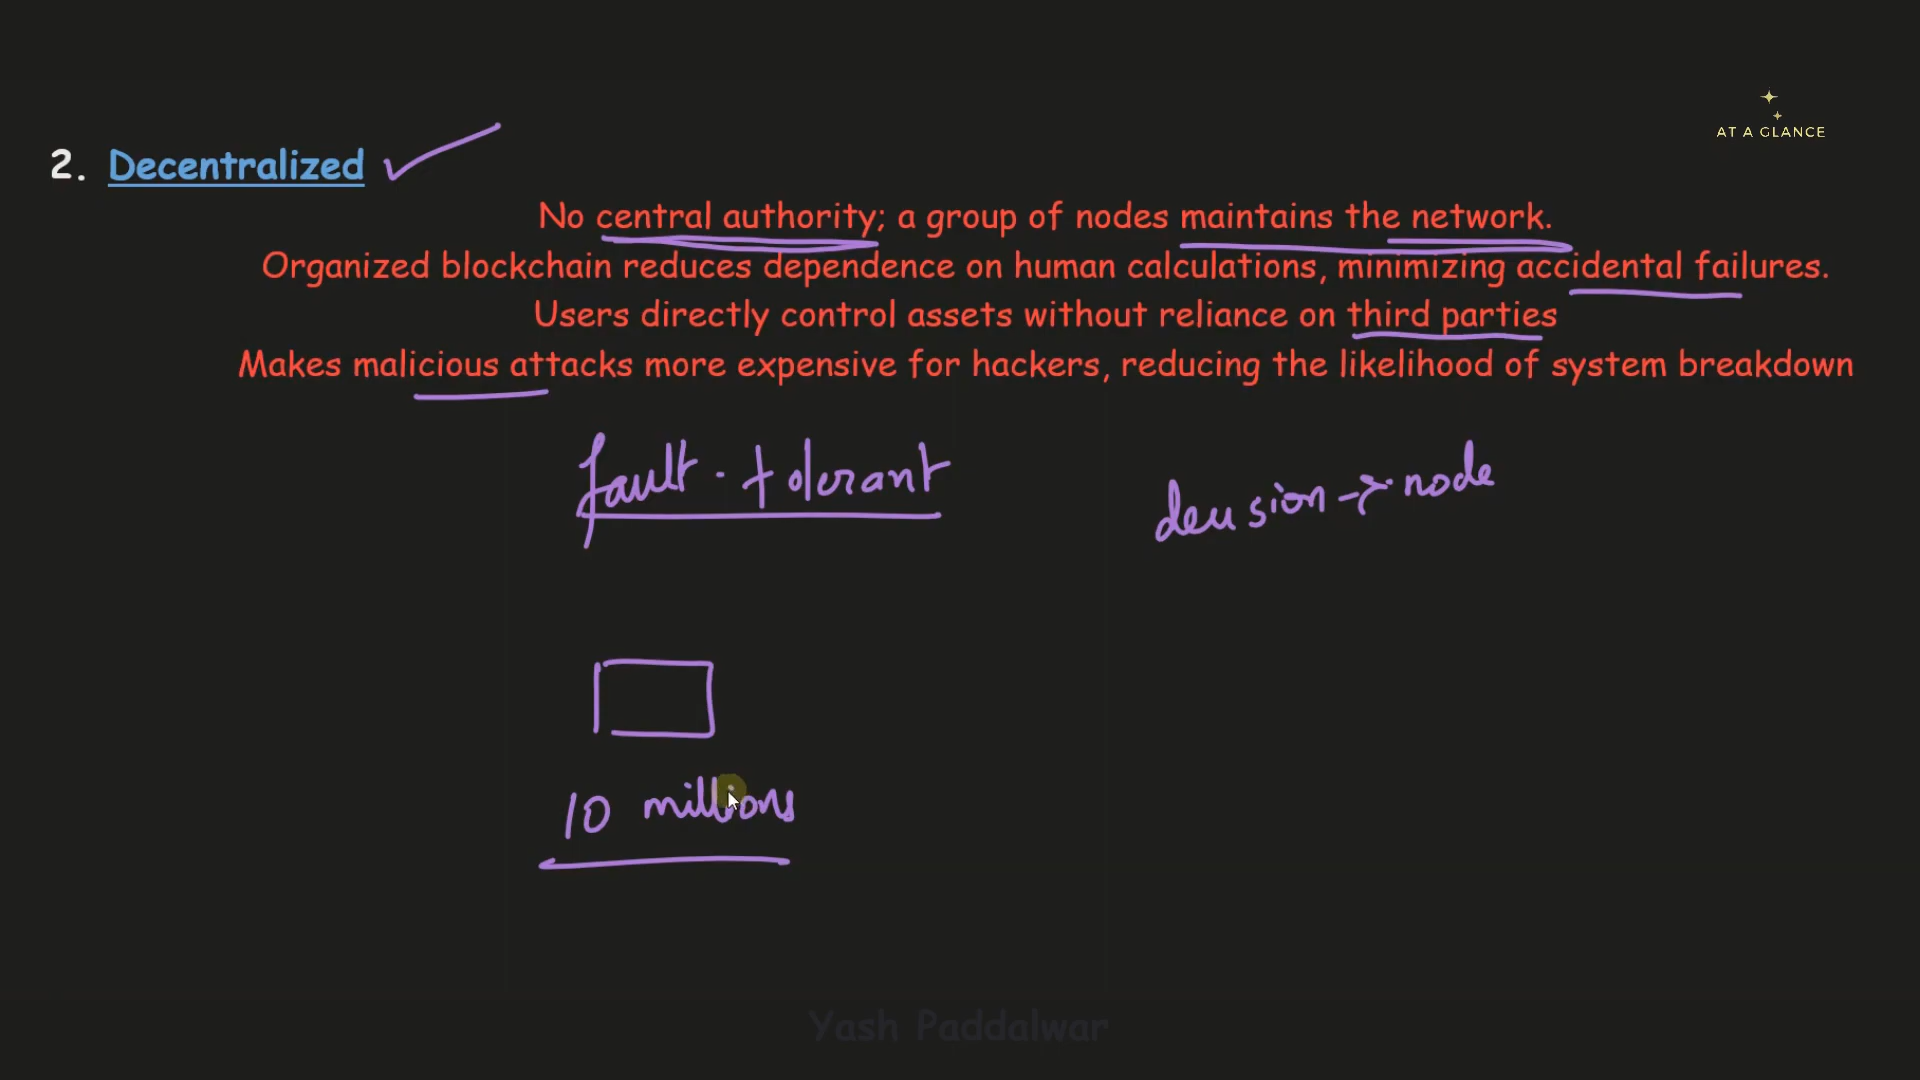 AT A GLANCE
2. Decentralized
No central authority; a group of nodes maintains the network.
Organized blockchain reduces dependence on human calculations, minimizing accidental failures.
Users directly control assets without reliance on third parties
Makes malicious attacks more expensive for hackers, reducing the likelihood of system breakdown
fault-tolerant
decision → node
10 millions
Yash Paddalwar